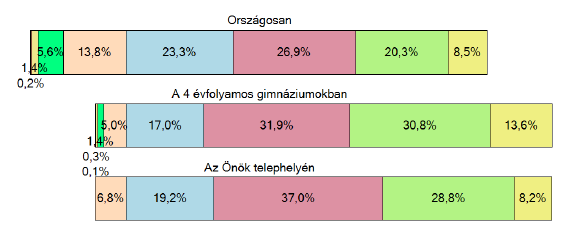 Országosan
5,6% 13,8% 23,3% 26,9% 20,3% 8,5%
1,4%
0,2%
A 4 évfolyamos gimnáziumokban
5,0% 17,0% 31,9% 30,8% 13,6%
1,4%
0,3%
0,1%
Az Önök telephelyén
6,8% 19,2% 37,0% 28,8% 8,2%